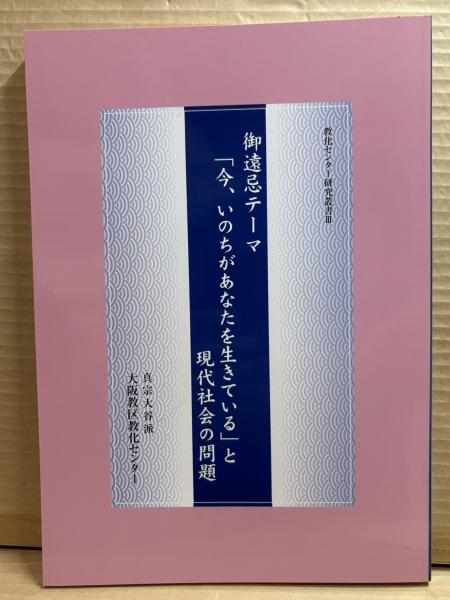 教化センター研究叢書Ⅲ
御遠忌テーマ
「今、いのちがあなたを生きている」と
現代社会の問題
真宗大谷派
大阪教区教化センター